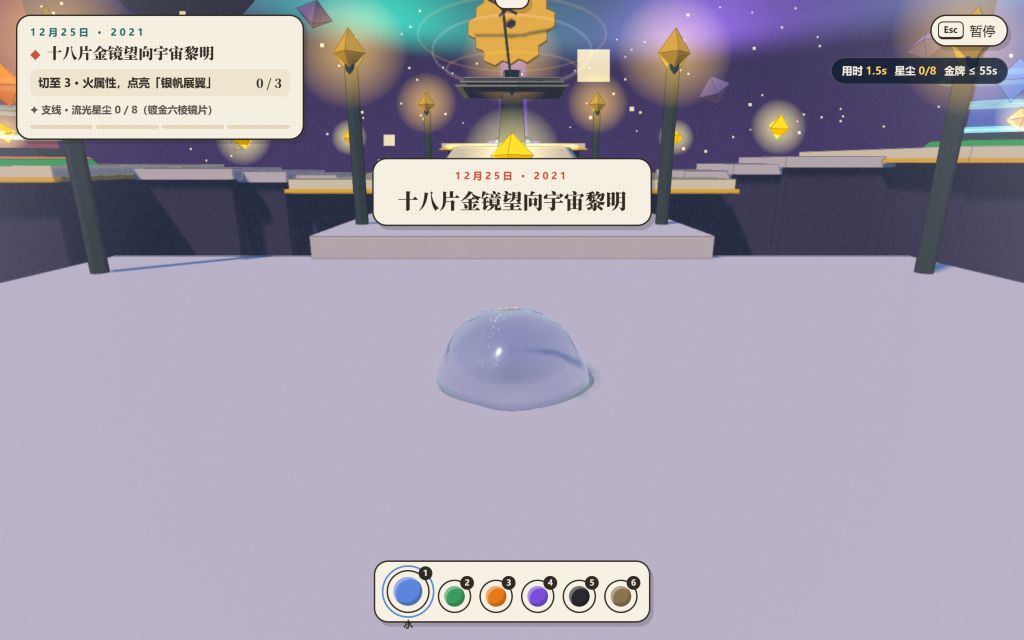 12月25日 · 2021
十八片金镜望向宇宙黎明
切至 3 · 火属性，点亮「银帆展翼」 0 / 3
支线 · 流光星尘 0 / 8（镀金六棱镜片）
Esc 暂停
用时 1.5s 星尘 0/8 金牌 ≤ 55s
12月25日 · 2021
十八片金镜望向宇宙黎明
1 2 3 4 5 6
水